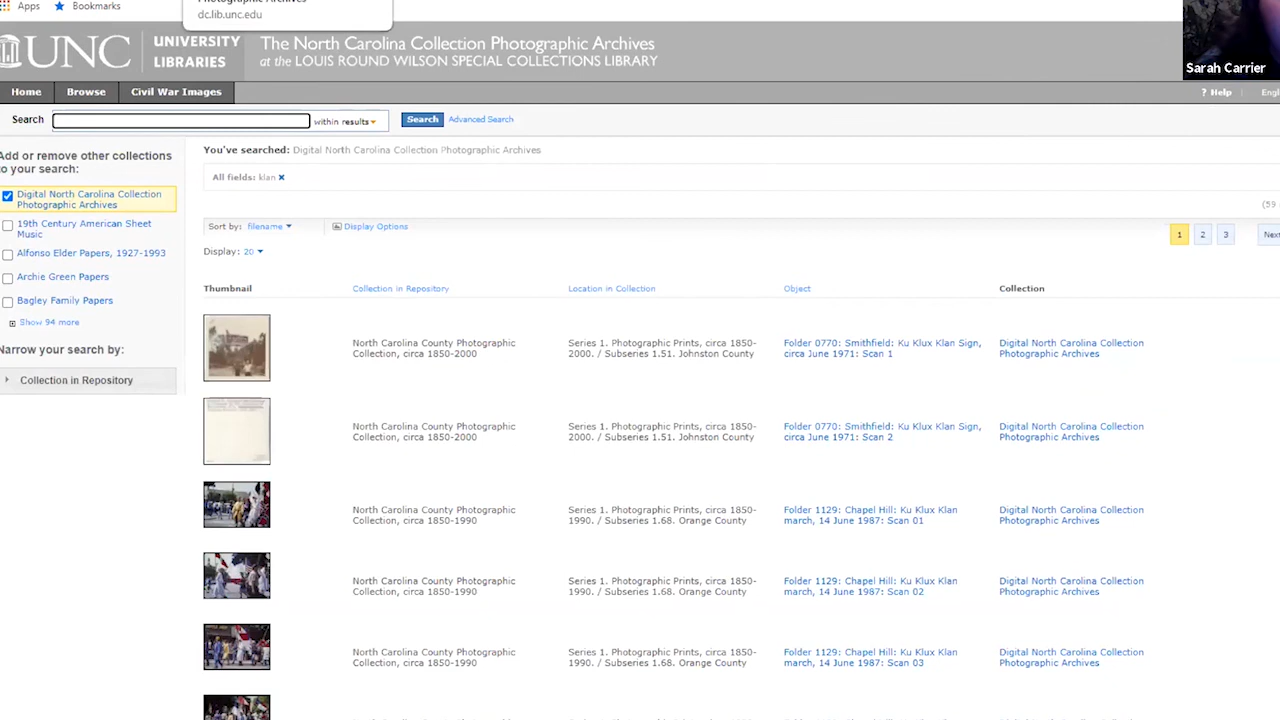 Apps Bookmarks
Photographic Archives
dc.lib.unc.edu
Sarah Carrier
UNC UNIVERSITY LIBRARIES
The North Carolina Collection Photographic Archives
at the LOUIS ROUND WILSON SPECIAL COLLECTIONS LIBRARY
Home Browse Civil War Images ? Help
Search within results Search Advanced Search
Add or remove other collections
to your search:
Digital North Carolina Collection
Photographic Archives
19th Century American Sheet
Music
Alfonso Elder Papers, 1927-1993
Archie Green Papers
Bagley Family Papers
Show 94 more
Narrow your search by:
Collection in Repository
You've searched: Digital North Carolina Collection Photographic Archives
All fields: klan x
(59
Sort by: filename Display Options
1 2 3 Next
Display: 20
Thumbnail Collection in Repository Location in Collection Object Collection
North Carolina County Photographic
Collection, circa 1850-2000
Series 1. Photographic Prints, circa 1850-
2000. / Subseries 1.51. Johnston County
Folder 0770: Smithfield: Ku Klux Klan Sign,
circa June 1971: Scan 1
Digital North Carolina Collection
Photographic Archives
North Carolina County Photographic
Collection, circa 1850-2000
Series 1. Photographic Prints, circa 1850-
2000. / Subseries 1.51. Johnston County
Folder 0770: Smithfield: Ku Klux Klan Sign,
circa June 1971: Scan 2
Digital North Carolina Collection
Photographic Archives
North Carolina County Photographic
Collection, circa 1850-1990
Series 1. Photographic Prints, circa 1850-
1990. / Subseries 1.68. Orange County
Folder 1129: Chapel Hill: Ku Klux Klan
march, 14 June 1987: Scan 01
Digital North Carolina Collection
Photographic Archives
North Carolina County Photographic
Collection, circa 1850-1990
Series 1. Photographic Prints, circa 1850-
1990. / Subseries 1.68. Orange County
Folder 1129: Chapel Hill: Ku Klux Klan
march, 14 June 1987: Scan 02
Digital North Carolina Collection
Photographic Archives
North Carolina County Photographic
Collection, circa 1850-1990
Series 1. Photographic Prints, circa 1850-
1990. / Subseries 1.68. Orange County
Folder 1129: Chapel Hill: Ku Klux Klan
march, 14 June 1987: Scan 03
Digital North Carolina Collection
Photographic Archives